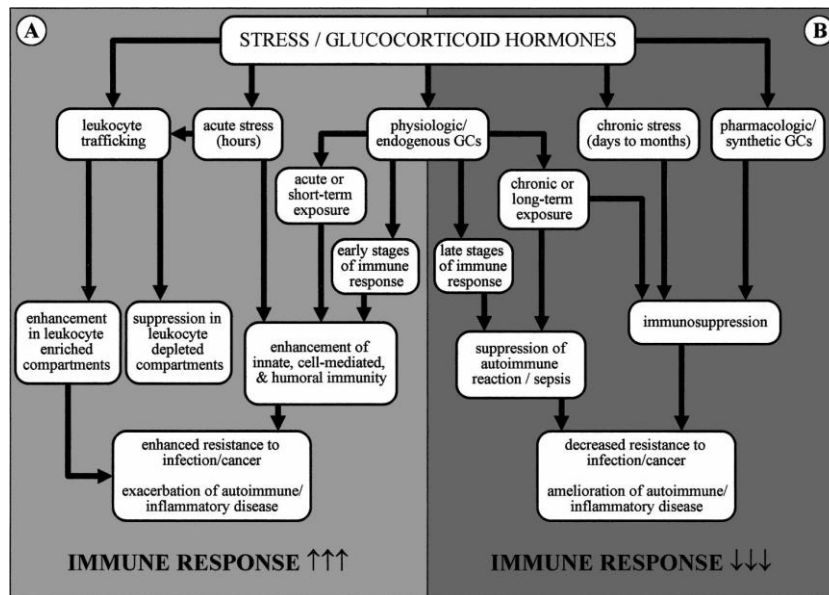 A
B
STRESS / GLUCOCORTICOID HORMONES
leukocyte
trafficking
acute stress
(hours)
physiologic/
endogenous GCs
chronic stress
(days to months)
pharmacologic/
synthetic GCs
acute or
short-term
exposure
chronic or
long-term
exposure
early stages
of immune
response
late stages
of immune
response
enhancement
in leukocyte
enriched
compartments
suppression in
leukocyte
depleted
compartments
enhancement of
innate, cell-mediated,
& humoral immunity
suppression of
autoimmune
reaction / sepsis
immunosuppression
enhanced resistance to
infection/cancer
exacerbation of autoimmune/
inflammatory disease
decreased resistance to
infection/cancer
amelioration of autoimmune/
inflammatory disease
IMMUNE RESPONSE ↑↑↑
IMMUNE RESPONSE ↓↓↓